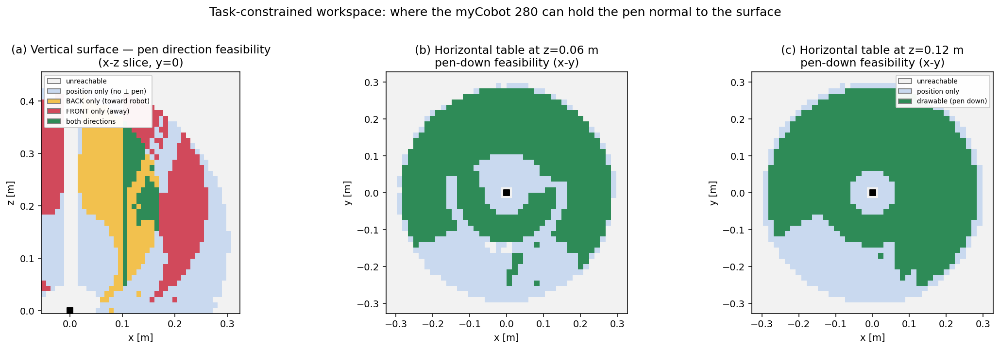 Task-constrained workspace: where the myCobot 280 can hold the pen normal to the surface
(a) Vertical surface — pen direction feasibility
(x-z slice, y=0)
unreachable
position only (no ⊥ pen)
BACK only (toward robot)
FRONT only (away)
both directions
z [m]
0.4
0.3
0.2
0.1
0.0
0.0 0.1 0.2 0.3
x [m]
(b) Horizontal table at z=0.06 m
pen-down feasibility (x-y)
y [m]
0.3
0.2
0.1
0.0
−0.1
−0.2
−0.3
−0.3 −0.2 −0.1 0.0 0.1 0.2 0.3
x [m]
(c) Horizontal table at z=0.12 m
pen-down feasibility (x-y)
unreachable
position only
drawable (pen down)
y [m]
0.3
0.2
0.1
0.0
−0.1
−0.2
−0.3
−0.3 −0.2 −0.1 0.0 0.1 0.2 0.3
x [m]